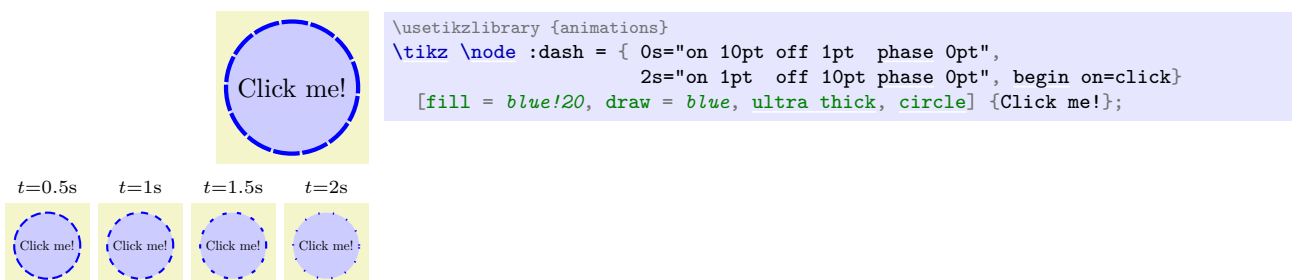 Click me!
\usetikzlibrary {animations}
\tikz \node :dash = { 0s="on 10pt off 1pt  phase 0pt",
2s="on 1pt  off 10pt phase 0pt", begin on=click}
[fill = blue!20, draw = blue, ultra thick, circle] {Click me!};
t=0.5s t=1s t=1.5s t=2s
Click me! Click me! Click me! Click me!